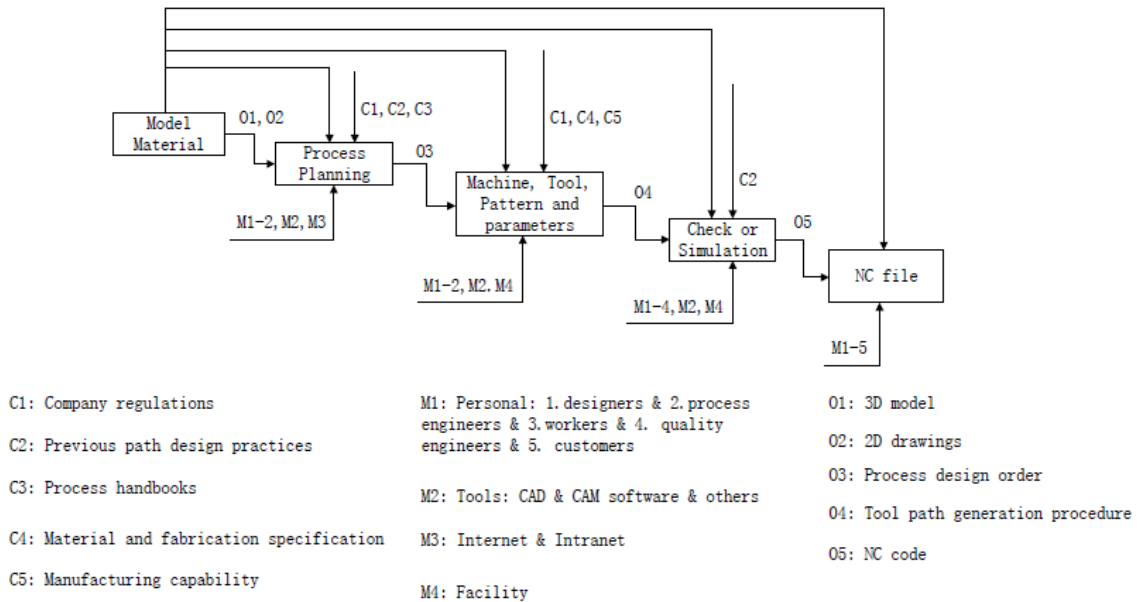 Model
Material
O1, O2
C1, C2, C3
Process
Planning
O3
M1-2, M2, M3
C1, C4, C5
Machine, Tool,
Pattern and
parameters
O4
M1-2, M2. M4
C2
Check or
Simulation
O5
M1-4, M2, M4
NC file
M1-5
C1: Company regulations
C2: Previous path design practices
C3: Process handbooks
C4: Material and fabrication specification
C5: Manufacturing capability
M1: Personal: 1. designers & 2. process
engineers & 3. workers & 4. quality
engineers & 5. customers
M2: Tools: CAD & CAM software & others
M3: Internet & Intranet
M4: Facility
O1: 3D model
O2: 2D drawings
O3: Process design order
O4: Tool path generation procedure
O5: NC code